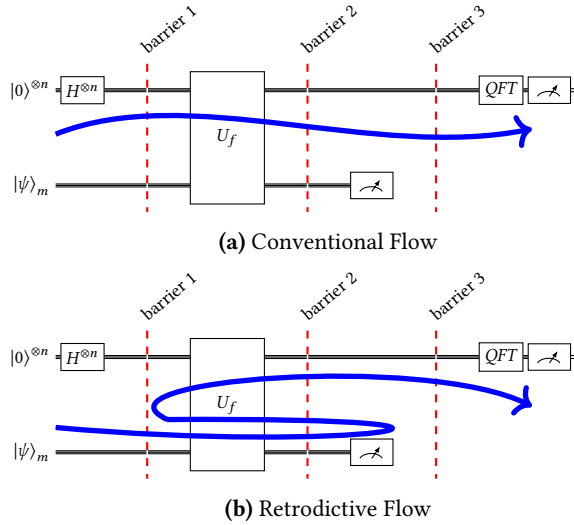 barrier 1 barrier 2 barrier 3
|0⟩⊗n H⊗n QFT
U_f
|ψ⟩_m
(a) Conventional Flow
barrier 1 barrier 2 barrier 3
|0⟩⊗n H⊗n QFT
U_f
|ψ⟩_m
(b) Retrodictive Flow